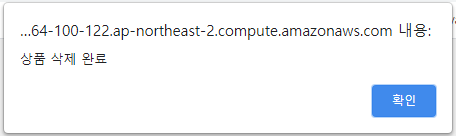 ...64-100-122.ap-northeast-2.compute.amazonaws.com 내용:
상품 삭제 완료
확인